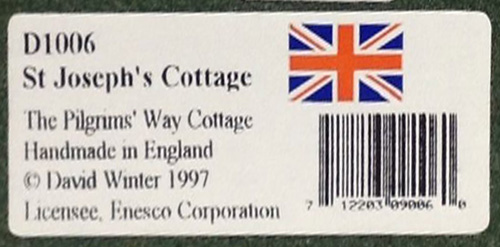 D1006
St Joseph's Cottage
The Pilgrims' Way Cottage
Handmade in England
© David Winter 1997
Licensee, Enesco Corporation
7 12203 09006 0